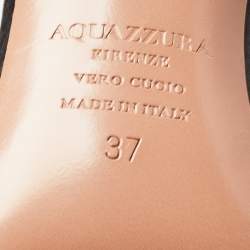 AQUAZZURA
FIRENZE
VERO CUOIO
MADE IN ITALY
37